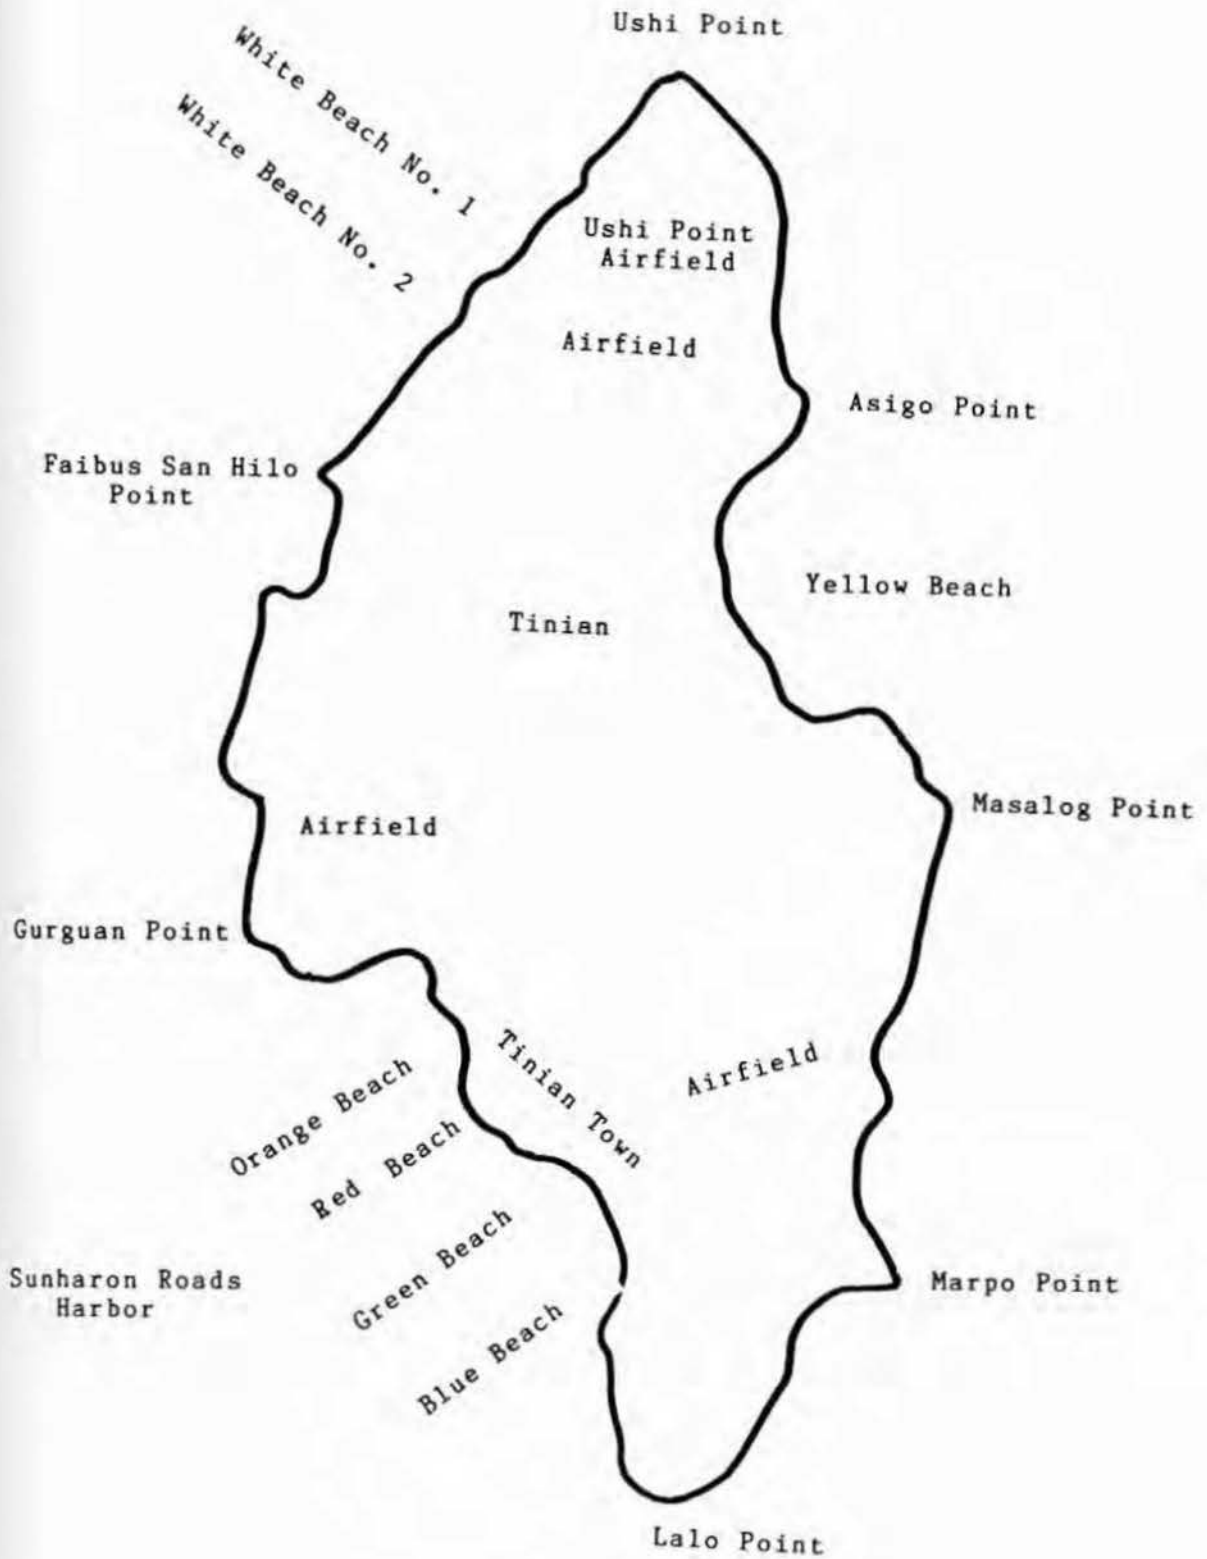 Ushi Point
White Beach No. 1
White Beach No. 2
Ushi Point
Airfield
Airfield
Asigo Point
Faibus San Hilo
Point
Yellow Beach
Tinian
Masalog Point
Airfield
Gurguan Point
Tinian Town
Airfield
Orange Beach
Red Beach
Green Beach
Sunharon Roads
Harbor
Marpo Point
Blue Beach
Lalo Point